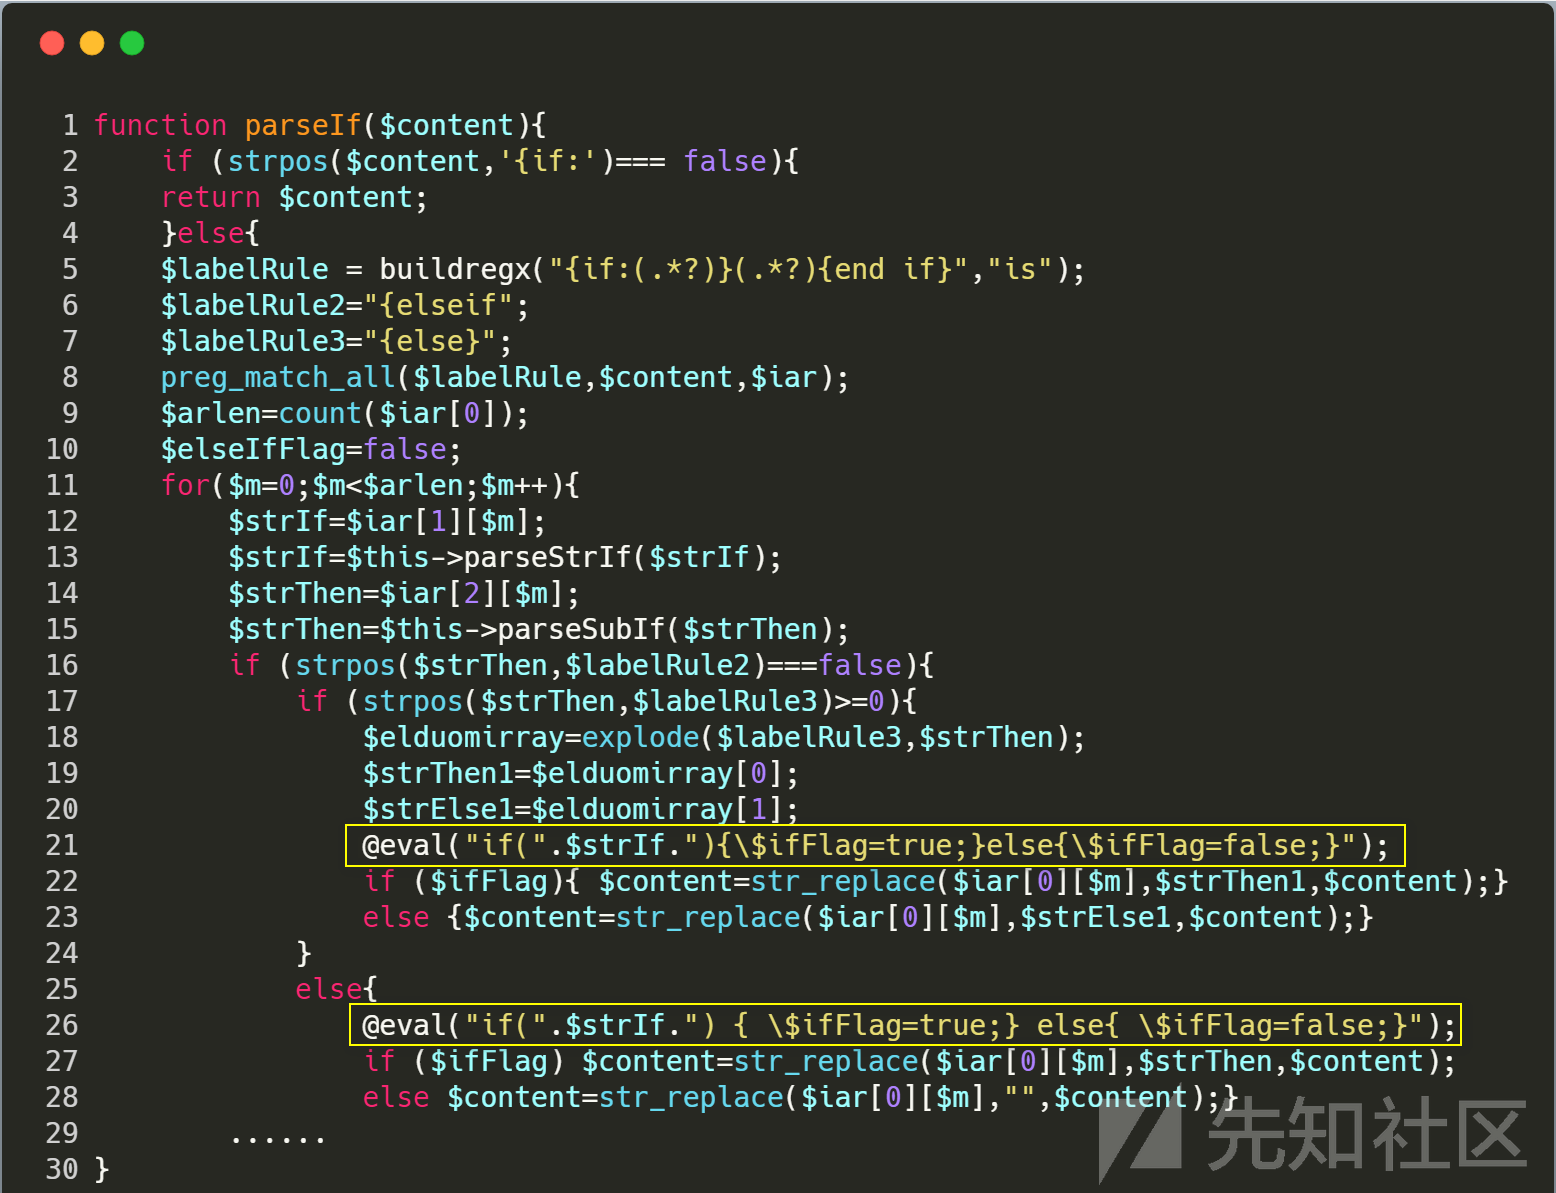 1 function parseIf($content){
2 if (strpos($content,'{if:')=== false){
3 return $content;
4 }else{
5 $labelRule = buildregx("{if:(.*?)}(.*?){end if}","is");
6 $labelRule2="{elseif";
7 $labelRule3="{else}";
8 preg_match_all($labelRule,$content,$iar);
9 $arlen=count($iar[0]);
10 $elseIfFlag=false;
11 for($m=0;$m<$arlen;$m++){
12 $strIf=$iar[1][$m];
13 $strIf=$this->parseStrIf($strIf);
14 $strThen=$iar[2][$m];
15 $strThen=$this->parseSubIf($strThen);
16 if (strpos($strThen,$labelRule2)===false){
17 if (strpos($strThen,$labelRule3)>=0){
18 $elduomirray=explode($labelRule3,$strThen);
19 $strThen1=$elduomirray[0];
20 $strElse1=$elduomirray[1];
21 @eval("if(".$strIf."){\$ifFlag=true;}else{\$ifFlag=false;}");
22 if ($ifFlag){ $content=str_replace($iar[0][$m],$strThen1,$content);}
23 else {$content=str_replace($iar[0][$m],$strElse1,$content);}
24 }
25 else{
26 @eval("if(".$strIf.") { \$ifFlag=true;} else{ \$ifFlag=false;}");
27 if ($ifFlag) $content=str_replace($iar[0][$m],$strThen,$content);
28 else $content=str_replace($iar[0][$m],"",$content);}
29 ......
30 }
先知社区